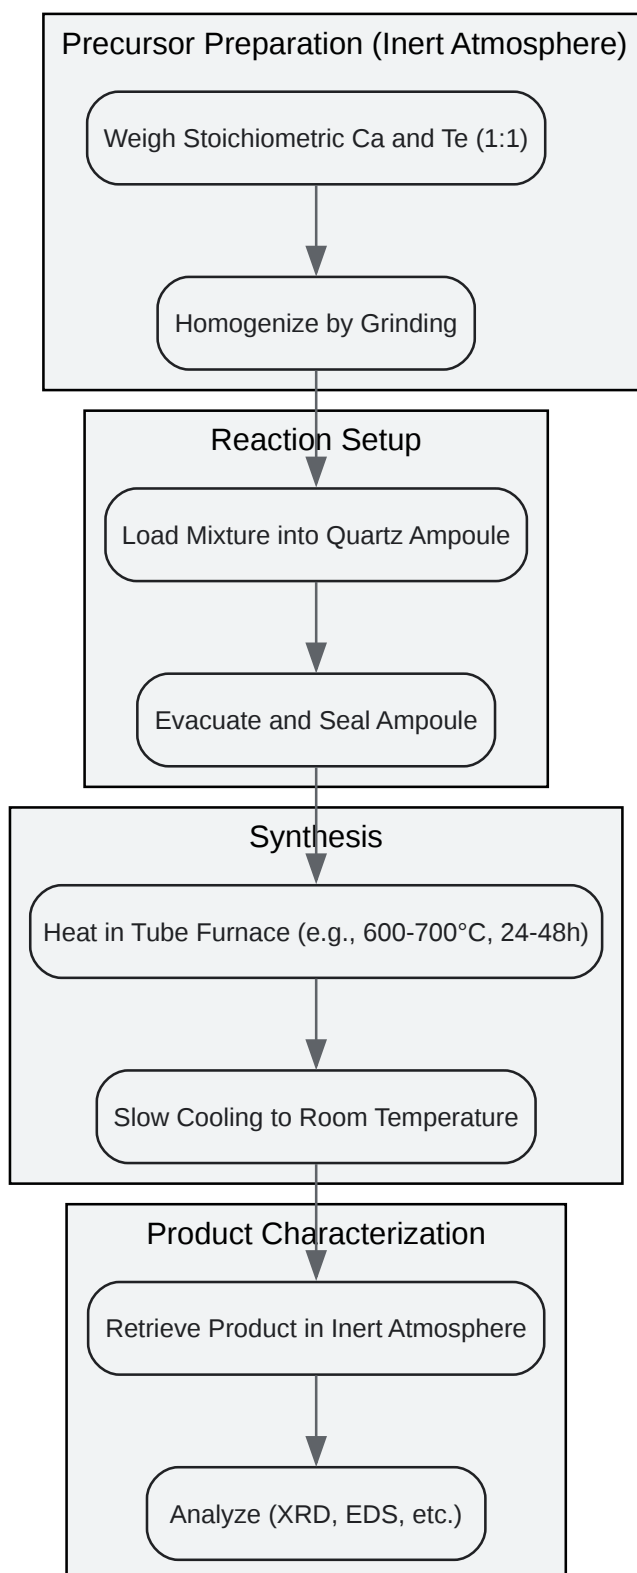 Precursor Preparation (Inert Atmosphere)
Weigh Stoichiometric Ca and Te (1:1)
Homogenize by Grinding
Reaction Setup
Load Mixture into Quartz Ampoule
Evacuate and Seal Ampoule
Synthesis
Heat in Tube Furnace (e.g., 600-700°C, 24-48h)
Slow Cooling to Room Temperature
Product Characterization
Retrieve Product in Inert Atmosphere
Analyze (XRD, EDS, etc.)